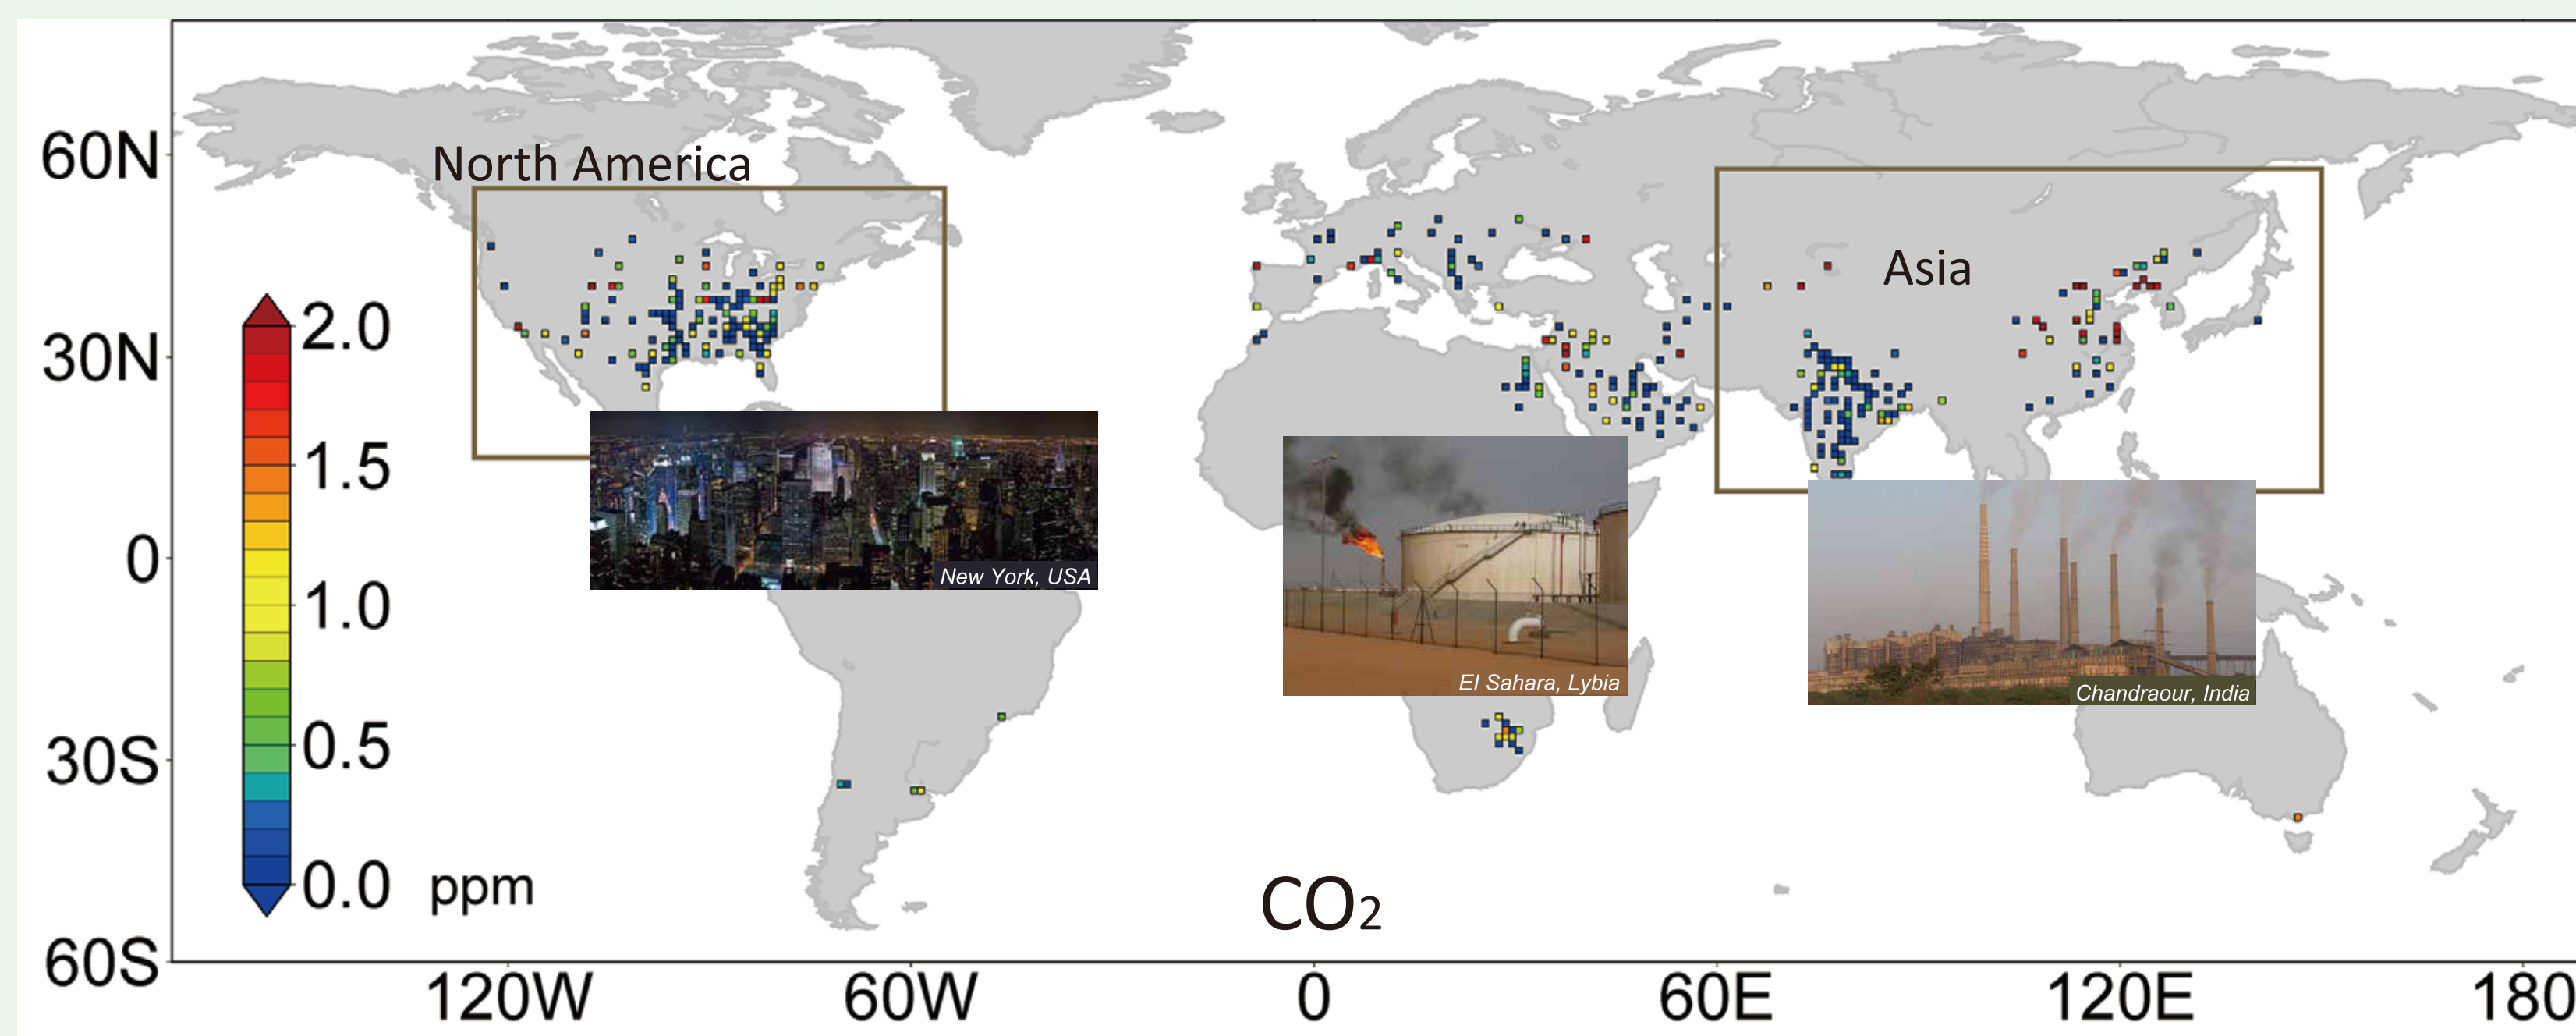 60N
30N
0
30S
60S
North America
Asia
2.0
1.5
1.0
0.5
0.0 ppm
New York, USA
El Sahara, Lybia
Chandraour, India
CO₂
120W 60W 0 60E 120E 180